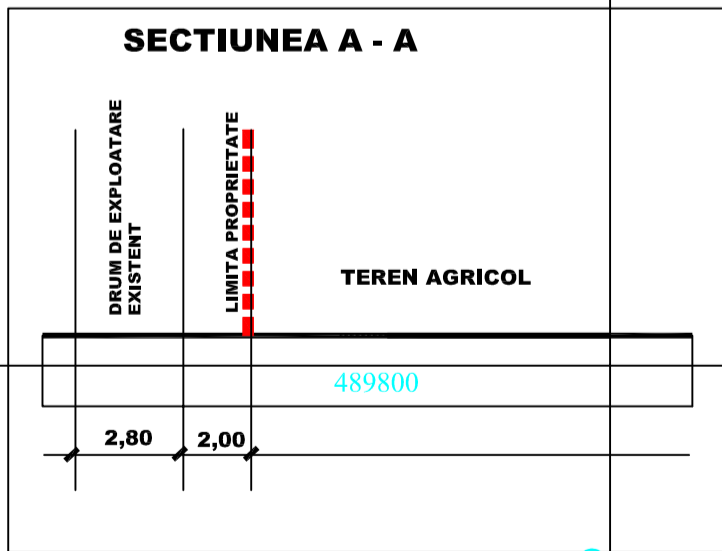 SECTIUNEA A - A
DRUM DE EXPLOATARE
EXISTENT
LIMITA PROPRIETATE
TEREN AGRICOL
489800
2,80
2,00